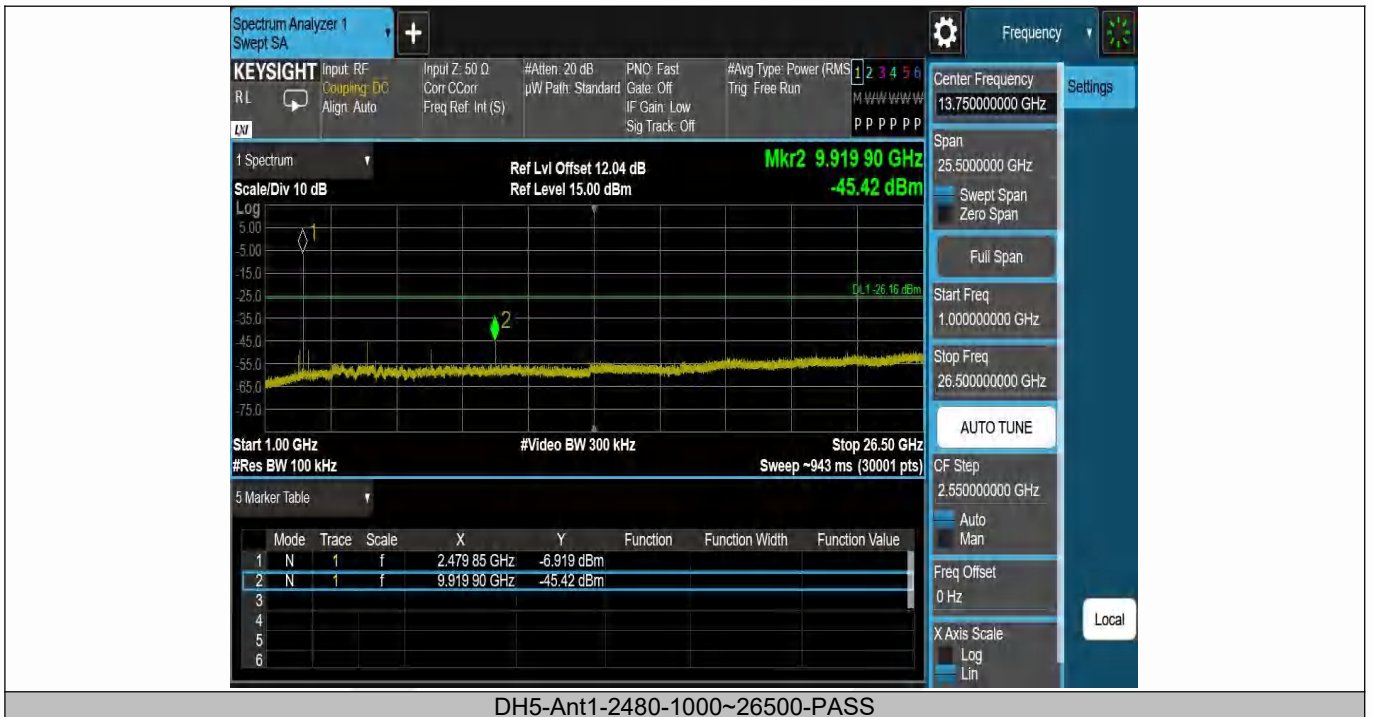 Spectrum Analyzer 1
Swept SA
+
Frequency
KEYSIGHT
RL
LXI
Input: RF
Coupling: DC
Align: Auto
Input Z: 50 Ω
Corr CCorr
Freq Ref: Int (S)
#Atten: 20 dB
µW Path: Standard
PNO: Fast
Gate: Off
IF Gain: Low
Sig Track: Off
#Avg Type: Power (RMS
Trig: Free Run
1 2 3 4 5 6
M W W W W W
P P P P P P
1 Spectrum
Scale/Div 10 dB
Ref Lvl Offset 12.04 dB
Ref Level 15.00 dBm
Mkr2 9.919 90 GHz
-45.42 dBm
Log
5.00
-5.00
-15.0
-25.0
-35.0
-45.0
-55.0
-65.0
-75.0
1
2
DL1 -26.16 dBm
Start 1.00 GHz
#Res BW 100 kHz
#Video BW 300 kHz
Stop 26.50 GHz
Sweep ~943 ms (30001 pts)
5 Marker Table
Mode Trace Scale X Y Function Function Width Function Value
1 N 1 f 2.479 85 GHz -6.919 dBm
2 N 1 f 9.919 90 GHz -45.42 dBm
3
4
5
6
Center Frequency
13.750000000 GHz
Settings
Span
25.5000000 GHz
Swept Span
Zero Span
Full Span
Start Freq
1.000000000 GHz
Stop Freq
26.500000000 GHz
AUTO TUNE
CF Step
2.550000000 GHz
Auto
Man
Freq Offset
0 Hz
X Axis Scale
Log
Lin
Local
DH5-Ant1-2480-1000~26500-PASS